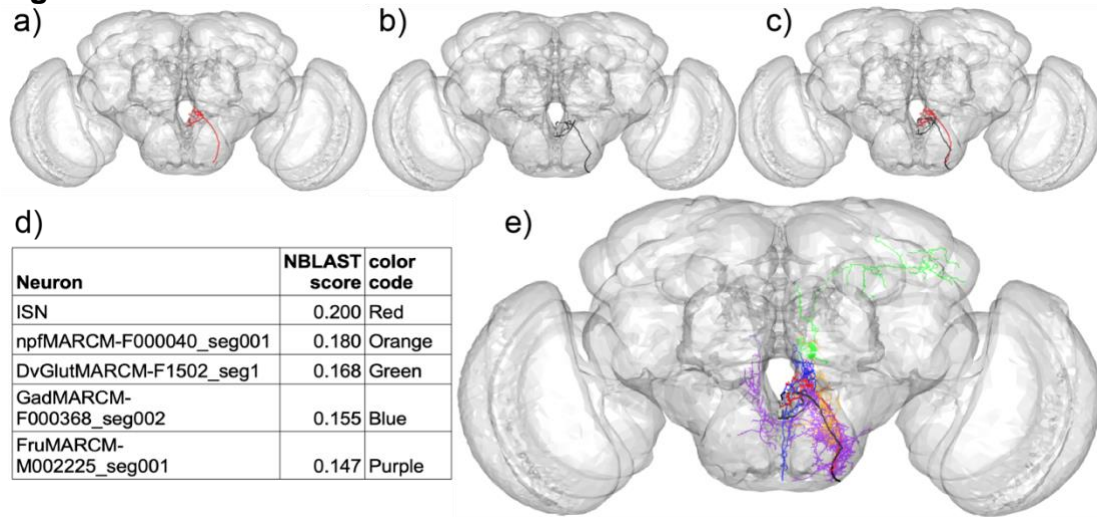 a)
b)
c)
d)
e)
Neuron NBLAST score color code
ISN 0.200 Red
npfMARCM-F000040_seg001 0.180 Orange
DvGlutMARCM-F1502_seg1 0.168 Green
GadMARCM-
F000368_seg002 0.155 Blue
FruMARCM-
M002225_seg001 0.147 Purple